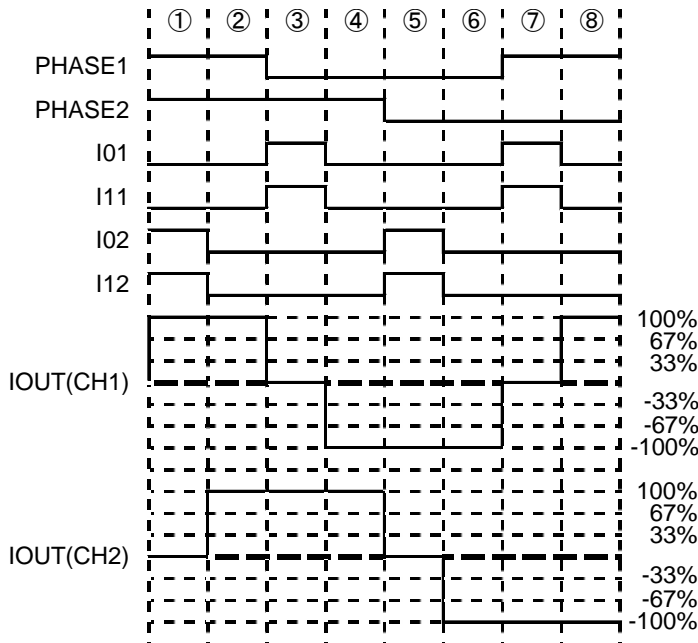 ① ② ③ ④ ⑤ ⑥ ⑦ ⑧
PHASE1
PHASE2
I01
I11
I02
I12
100%
67%
33%
IOUT(CH1)
-33%
-67%
-100%
100%
67%
33%
IOUT(CH2)
-33%
-67%
-100%